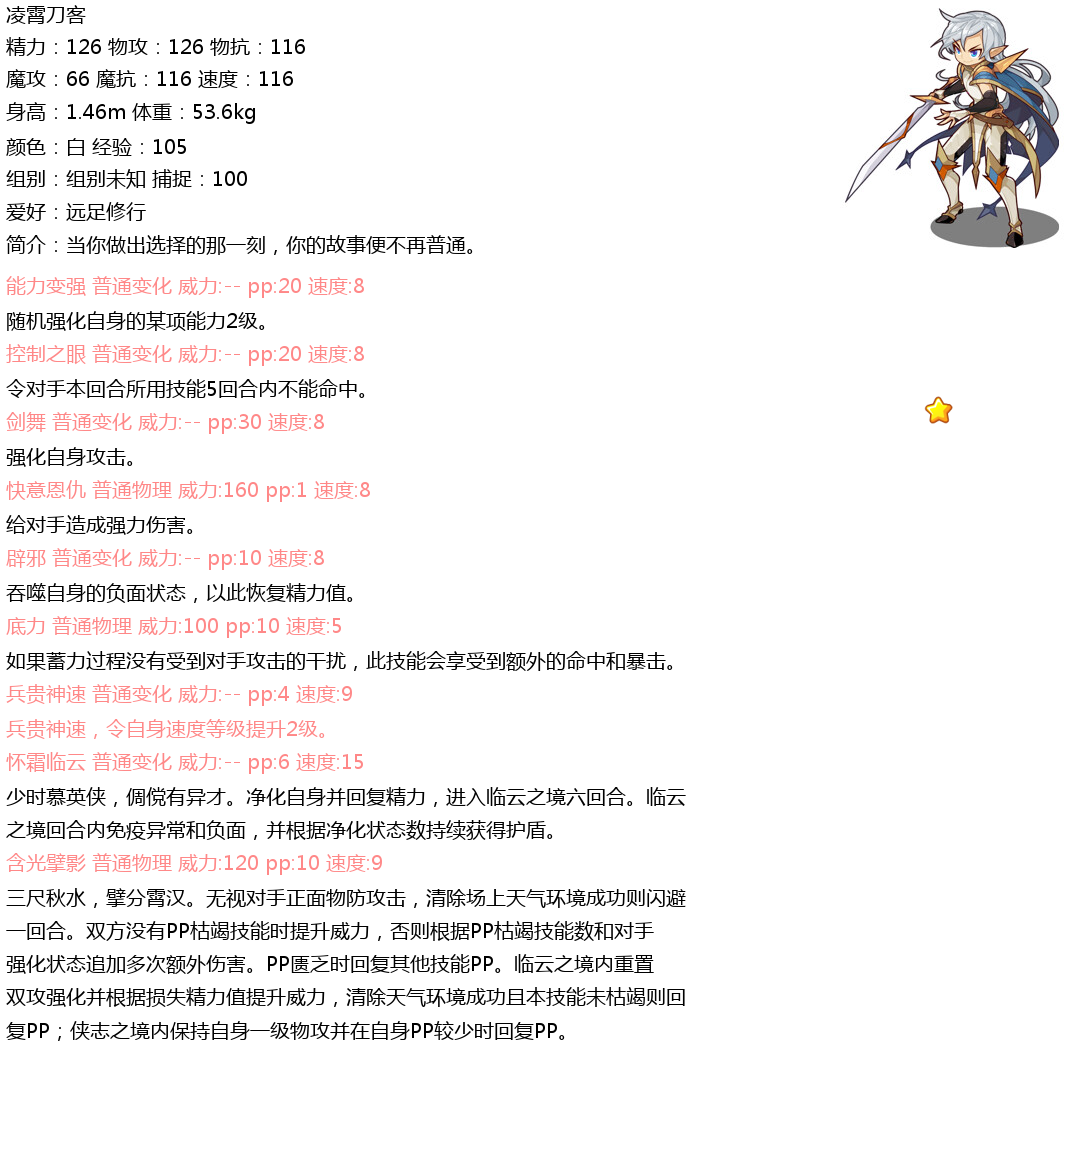 凌霄刀客
精力：126 物攻：126 物抗：116
魔攻：66 魔抗：116 速度：116
身高：1.46m 体重：53.6kg
颜色：白 经验：105
组别：组别未知 捕捉：100
爱好：远足修行
简介：当你做出选择的那一刻，你的故事便不再普通。
能力变强 普通变化 威力:-- pp:20 速度:8
随机强化自身的某项能力2级。
控制之眼 普通变化 威力:-- pp:20 速度:8
令对手本回合所用技能5回合内不能命中。
剑舞 普通变化 威力:-- pp:30 速度:8
强化自身攻击。
快意恩仇 普通物理 威力:160 pp:1 速度:8
给对手造成强力伤害。
辟邪 普通变化 威力:-- pp:10 速度:8
吞噬自身的负面状态，以此恢复精力值。
底力 普通物理 威力:100 pp:10 速度:5
如果蓄力过程没有受到对手攻击的干扰，此技能会享受到额外的命中和暴击。
兵贵神速 普通变化 威力:-- pp:4 速度:9
兵贵神速，令自身速度等级提升2级。
怀霜临云 普通变化 威力:-- pp:6 速度:15
少时慕英侠，倜傥有异才。净化自身并回复精力，进入临云之境六回合。临云
之境回合内免疫异常和负面，并根据净化状态数持续获得护盾。
含光擘影 普通物理 威力:120 pp:10 速度:9
三尺秋水，擘分霄汉。无视对手正面物防攻击，清除场上天气环境成功则闪避
一回合。双方没有PP枯竭技能时提升威力，否则根据PP枯竭技能数和对手
强化状态追加多次额外伤害。PP匮乏时回复其他技能PP。临云之境内重置
双攻强化并根据损失精力值提升威力，清除天气环境成功且本技能未枯竭则回
复PP；侠志之境内保持自身一级物攻并在自身PP较少时回复PP。